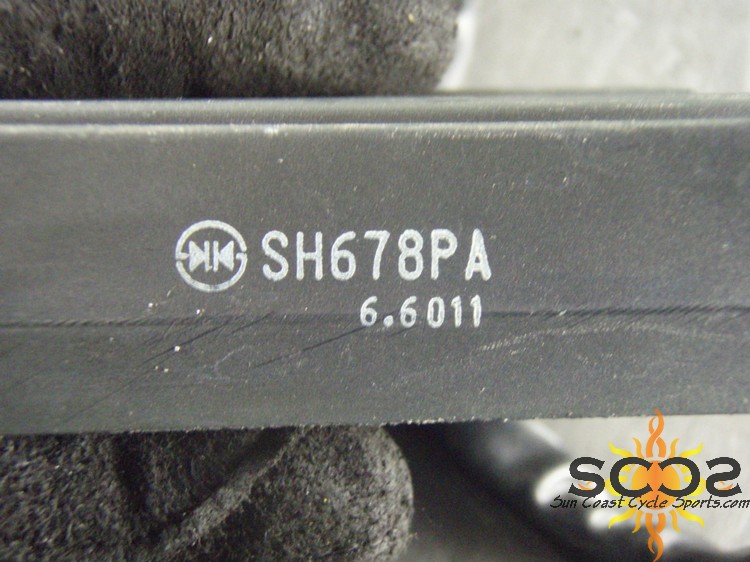 SH678PA
6.6011
SCCS
Sun Coast Cycle Sports.com